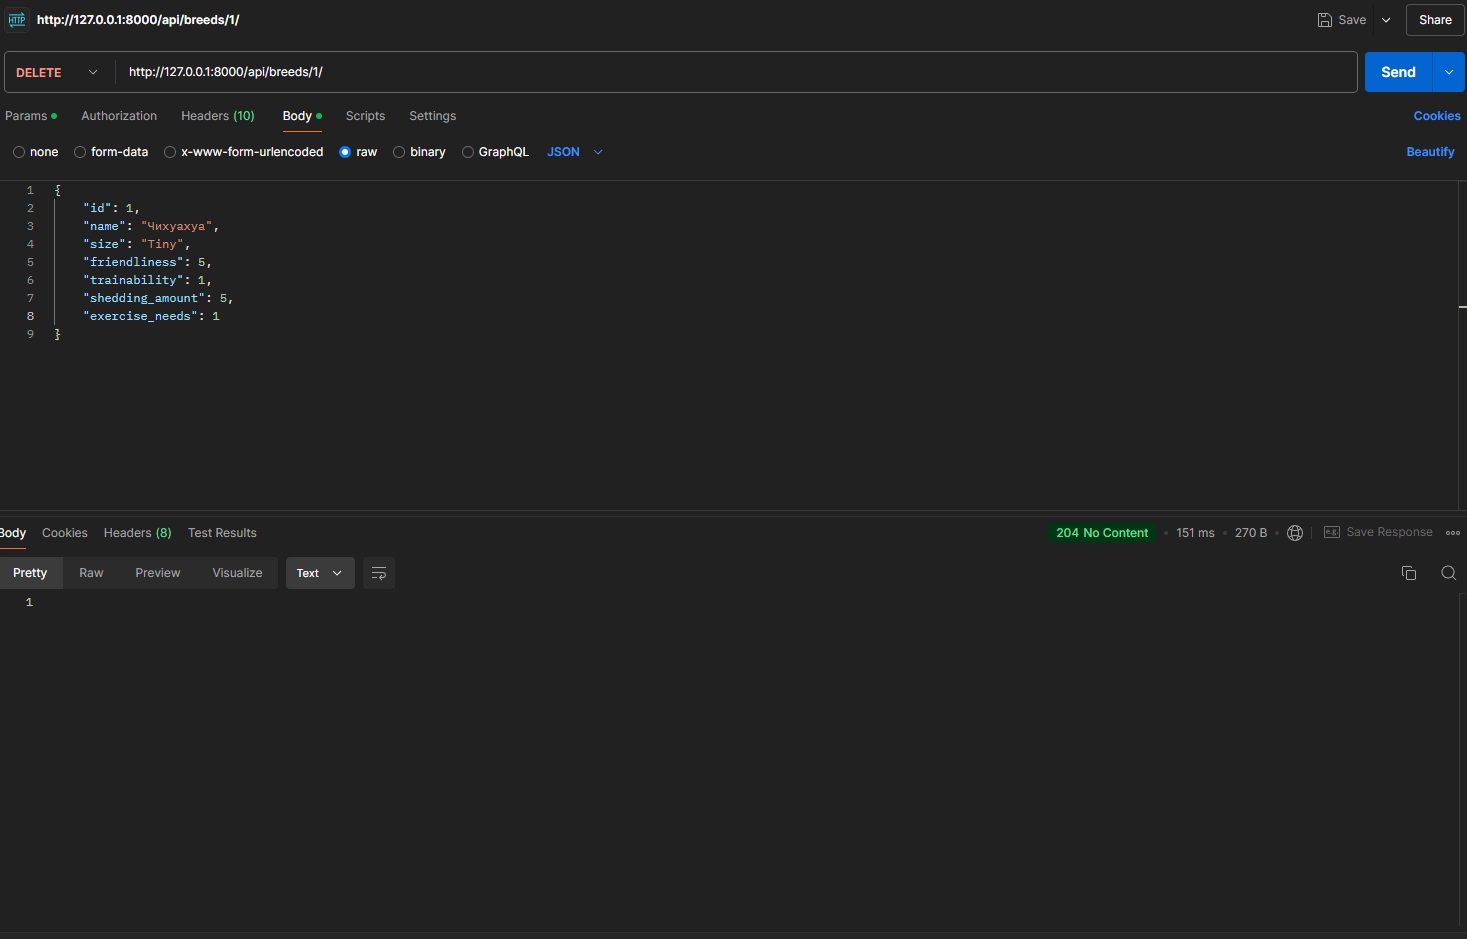 HTTP http://127.0.0.1:8000/api/breeds/1/ Save Share
DELETE http://127.0.0.1:8000/api/breeds/1/ Send
Params Authorization Headers (10) Body Scripts Settings Cookies
none form-data x-www-form-urlencoded raw binary GraphQL JSON Beautify
1 {
2 "id": 1,
3 "name": "Чихуахуа",
4 "size": "Tiny",
5 "friendliness": 5,
6 "trainability": 1,
7 "shedding_amount": 5,
8 "exercise_needs": 1
9 }
Body Cookies Headers (8) Test Results 204 No Content • 151 ms • 270 B • e.g. Save Response
Pretty Raw Preview Visualize Text
1